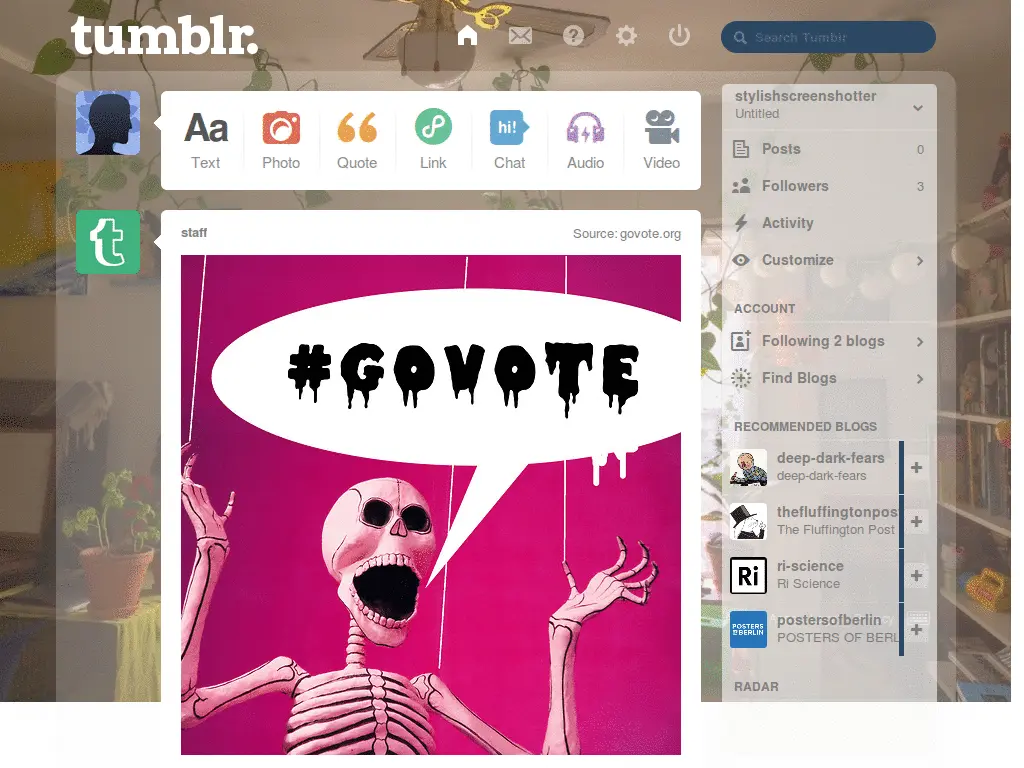 tumblr.
Search Tumblr
Aa
hi!
Text
Photo
Quote
Link
Chat
Audio
Video
stylishscreenshotter
Untitled
Posts 0
Followers 3
Activity
Customize
staff
Source: govote.org
#GOVOTE
ACCOUNT
Following 2 blogs
Find Blogs
RECOMMENDED BLOGS
deep-dark-fears
deep-dark-fears
thefluffingtonpos
The Fluffington Post
Ri
ri-science
Ri Science
POSTERS
OF BERLIN
postersofberlin
POSTERS OF BERL
RADAR